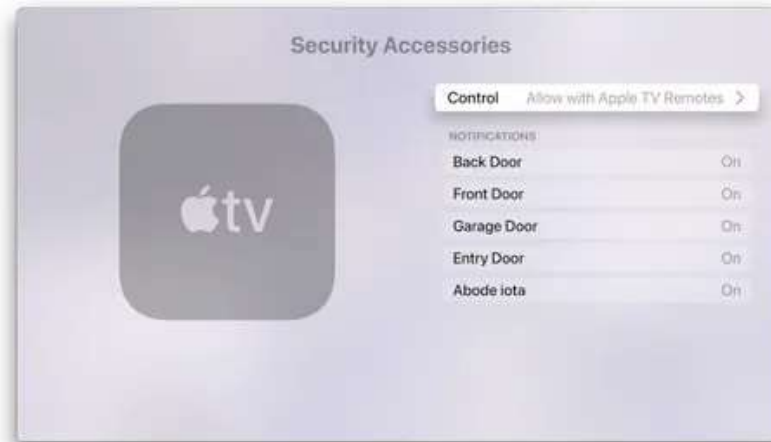 Security Accessories
tv
Control Allow with Apple TV Remotes >
NOTIFICATIONS
Back Door On
Front Door On
Garage Door On
Entry Door On
Abode iota On